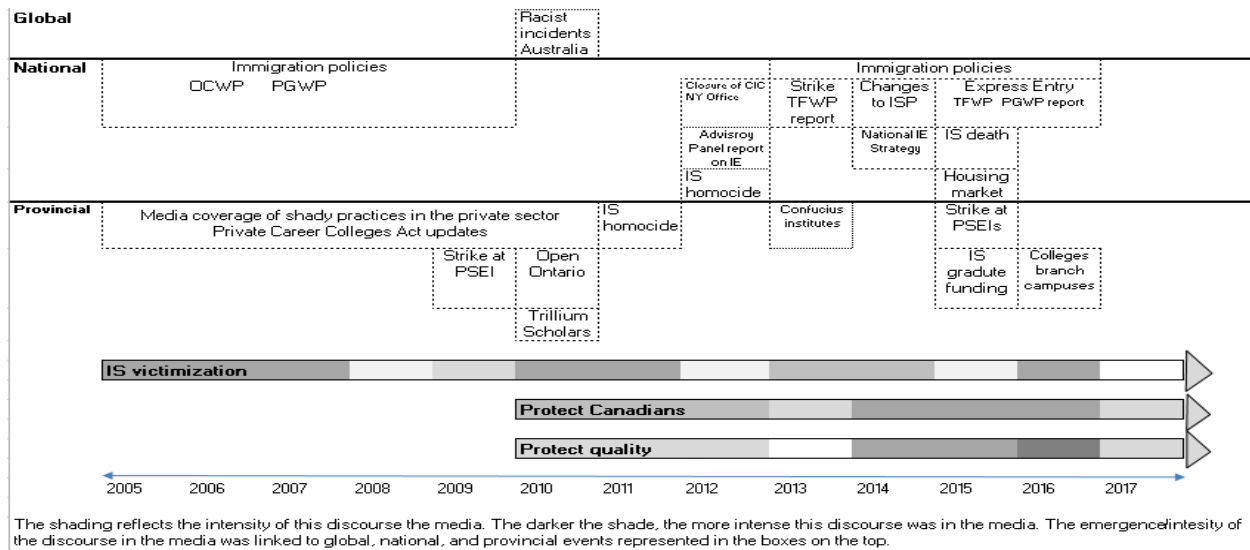 Global
Racist
incidents
Australia
National
Immigration policies
OCWP PGWP
Immigration policies
Closure of CIC
NY Office
Strike
TFWP
report
Changes
to ISP
Express Entry
TFWP PGWP report
Advisroy
Panel report
on IE
National IE
Strategy
IS death
IS
homocide
Housing
market
Provincial
Media coverage of shady practices in the private sector
Private Career Colleges Act updates
IS
homocide
Confucius
institutes
Strike at
PSEIs
Strike at
PSEI
Open
Ontario
IS
gradute
funding
Colleges
branch
campuses
Trillium
Scholars
IS victimization
Protect Canadians
Protect quality
2005 2006 2007 2008 2009 2010 2011 2012 2013 2014 2015 2016 2017
The shading reflects the intensity of this discourse the media. The darker the shade, the more intense this discourse was in the media. The emergence/intesity of
the discourse in the media was linked to global, national, and provincial events represented in the boxes on the top.